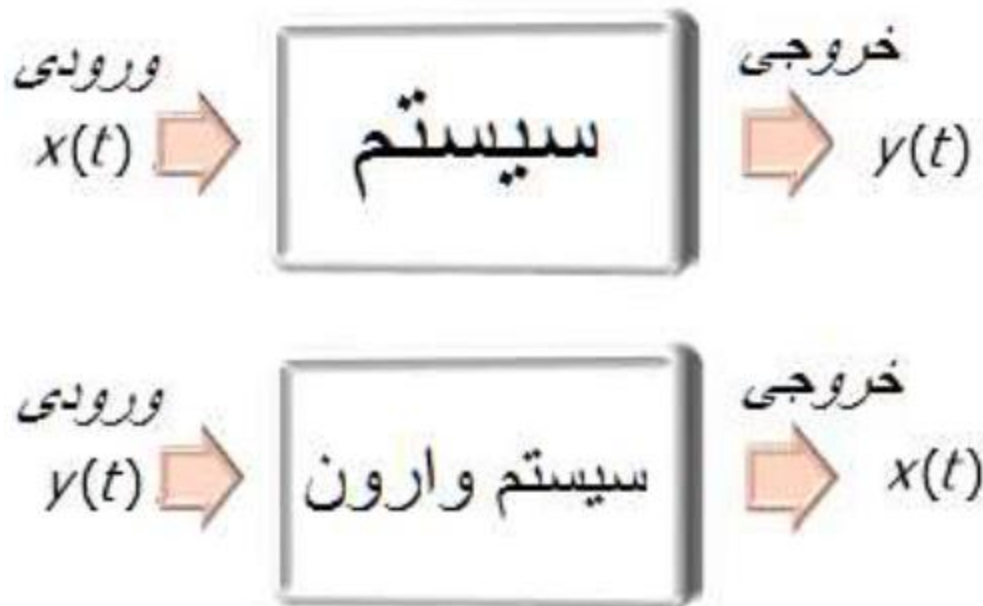 ورودی
x(t)
سیستم
خروجی
y(t)
ورودی
y(t)
سیستم وارون
خروجی
x(t)